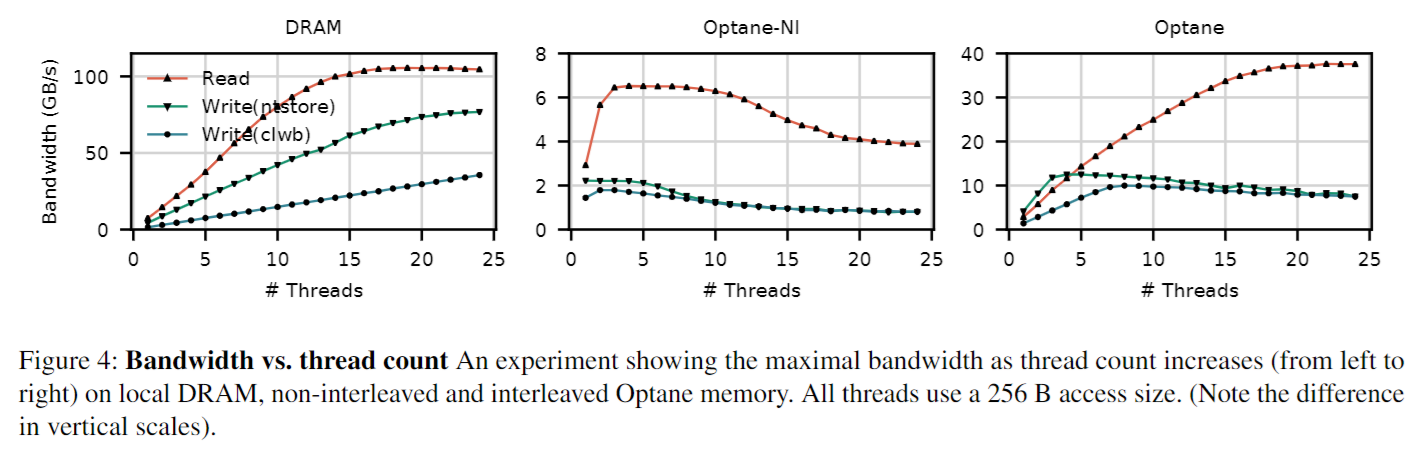 DRAM
Optane-NI
Optane
Bandwidth (GB/s)
100
50
0
Read
Write(ntstore)
Write(clwb)
0 5 10 15 20 25
# Threads
8
6
4
2
0
0 5 10 15 20 25
# Threads
40
30
20
10
0
0 5 10 15 20 25
# Threads
Figure 4: Bandwidth vs. thread count An experiment showing the maximal bandwidth as thread count increases (from left to
right) on local DRAM, non-interleaved and interleaved Optane memory. All threads use a 256 B access size. (Note the difference
in vertical scales).